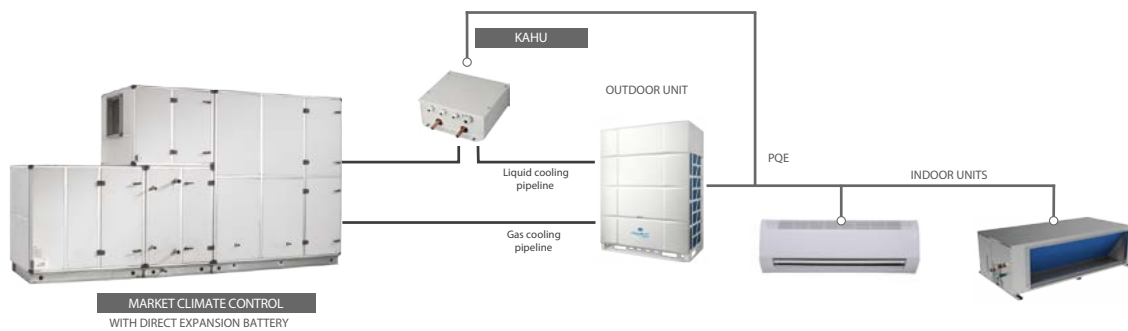 KAHU
OUTDOOR UNIT
PQE
INDOOR UNITS
Liquid cooling
pipeline
Gas cooling
pipeline
MARKET CLIMATE CONTROL
WITH DIRECT EXPANSION BATTERY